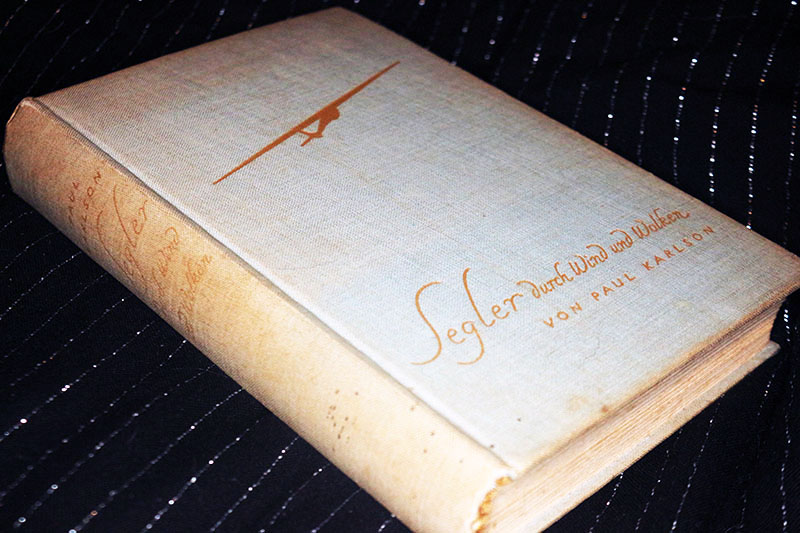 Segler durch Wind und Wolken
VON PAUL KARLSON
PAUL
KARLSON
Segler
Wind
Wolken